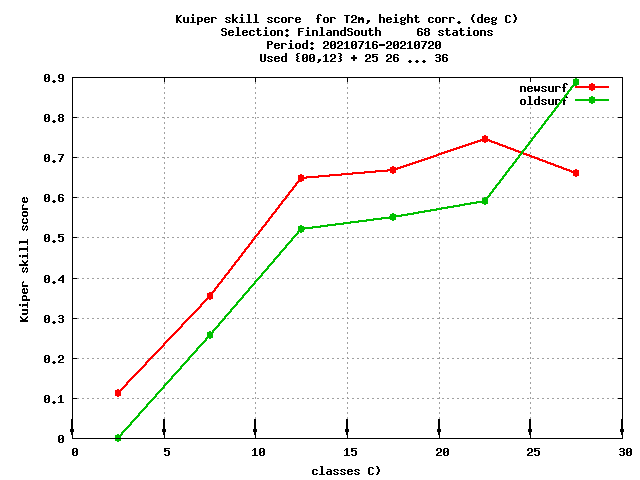 Kuiper skill score  for T2m, height corr. (deg C)
Selection: FinlandSouth     68 stations
Period: 20210716-20210720
Used {00,12} + 25 26 ... 36
newsurf
oldsurf
0.9
0.8
0.7
0.6
0.5
0.4
0.3
0.2
0.1
0
Kuiper skill score
0 5 10 15 20 25 30
classes C)